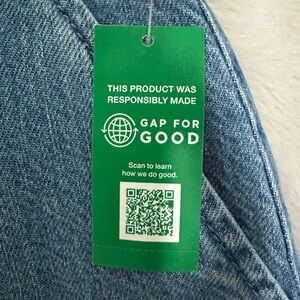 THIS PRODUCT WAS
RESPONSIBLY MADE
GAP FOR
GOOD
Scan to learn
how we do good.